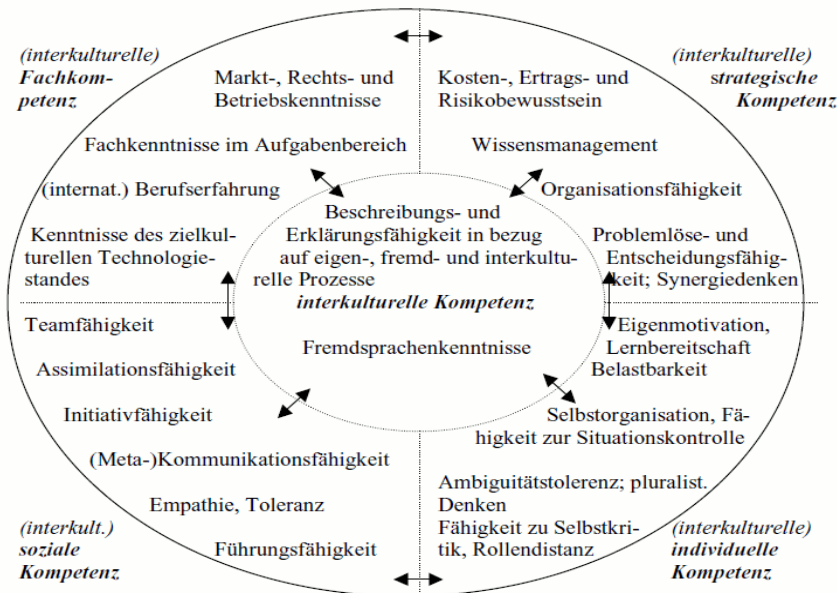 (interkulturelle)
Fachkom-
petenz
Markt-, Rechts- und
Betriebskenntnisse
Fachkenntnisse im Aufgabenbereich
(internat.) Berufserfahrung
Kenntnisse des zielkul-
turellen Technologie-
standes
Kosten-, Ertrags- und
Risikobewusstsein
(interkulturelle)
strategische
Kompetenz
Wissensmanagement
Organisationsfähigkeit
Problemlöse- und
Entscheidungsfähig-
keit; Synergiedenken
Beschreibungs- und
Erklärungsfähigkeit in bezug
auf eigen-, fremd- und interkultu-
relle Prozesse
interkulturelle Kompetenz
Fremdsprachenkenntnisse
Teamfähigkeit
Assimilationsfähigkeit
Initiativfähigkeit
(Meta-)Kommunikationsfähigkeit
Empathie, Toleranz
Führungsfähigkeit
(interkult.)
soziale
Kompetenz
Eigenmotivation,
Lernbereitschaft
Belastbarkeit
Selbstorganisation, Fä-
higkeit zur Situationskontrolle
Ambiguitätstolerenz; pluralist.
Denken
Fähigkeit zu Selbstkri-
tik, Rollendistanz
(interkulturelle)
individuelle
Kompetenz